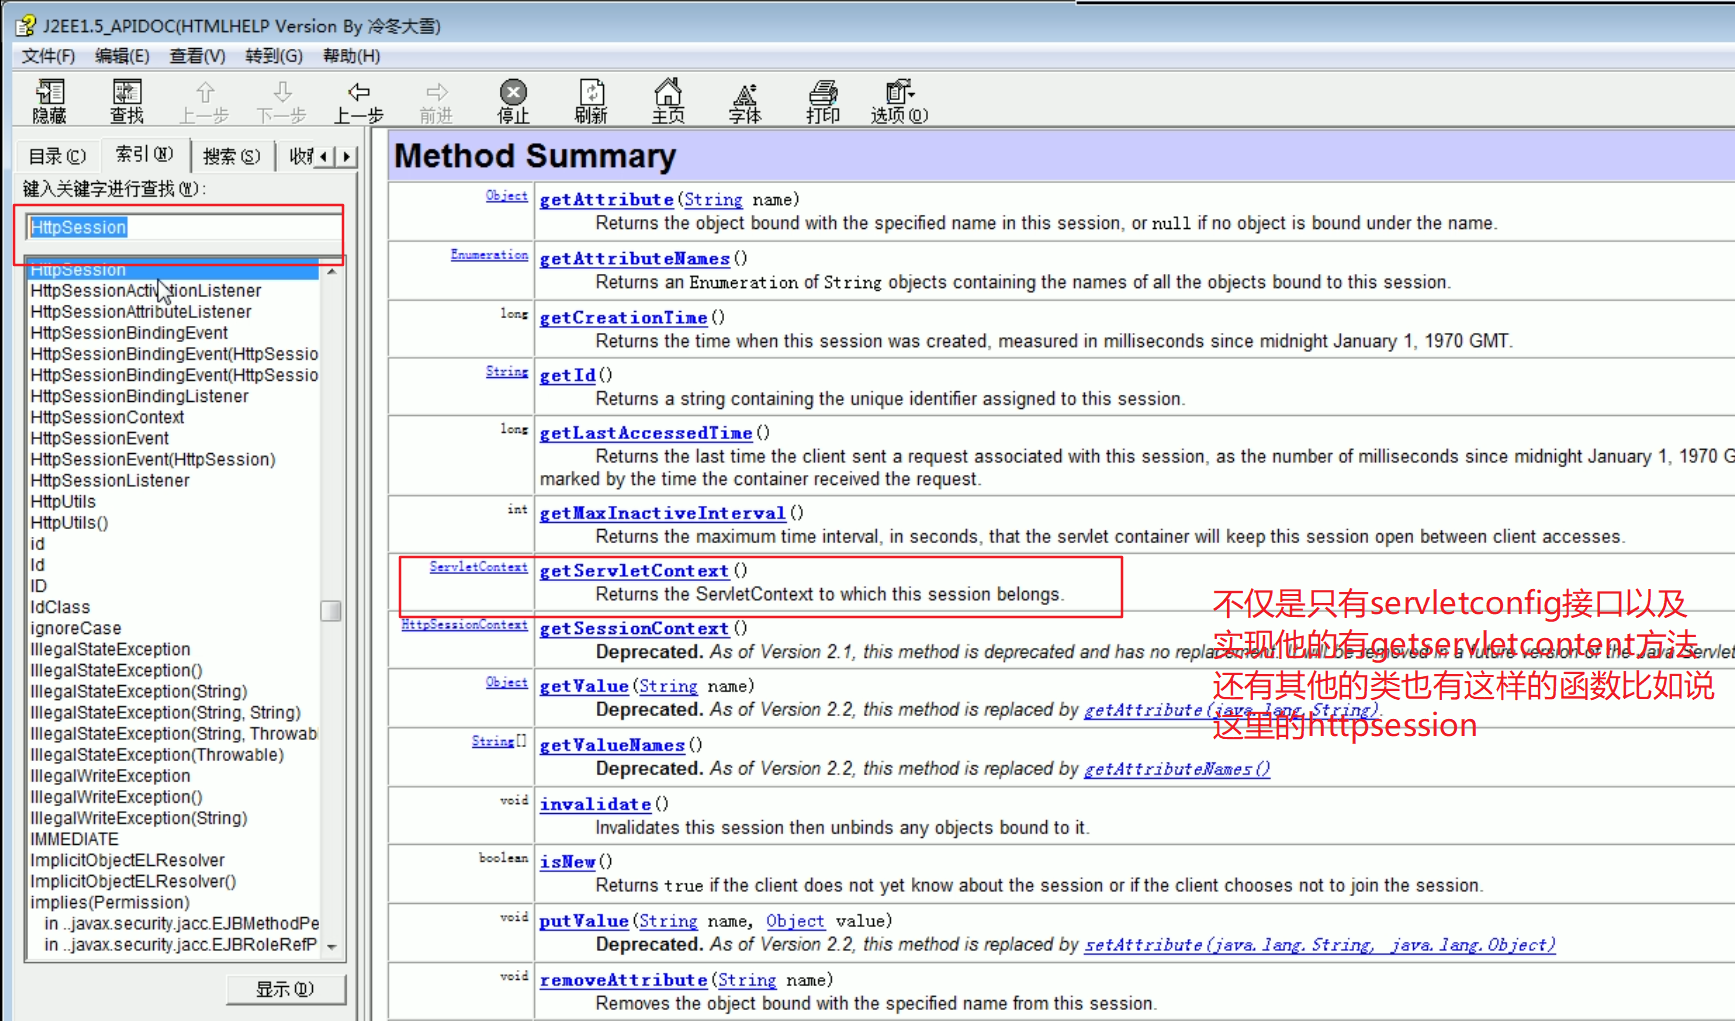 J2EE1.5_APIDOC(HTMLHELP Version By 冷冬大雪)
文件(F) 编辑(E) 查看(V) 转到(G) 帮助(H)
隐藏 查找 上一步 下一步 上一步 前进 停止 刷新 主页 字体 打印 选项(O)
目录(C) 索引(N) 搜索(S)
键入关键字进行查找(W):
HttpSession
HttpSession
HttpSessionActivationListener
HttpSessionAttributeListener
HttpSessionBindingEvent
HttpSessionBindingEvent(HttpSessio
HttpSessionBindingEvent(HttpSessio
HttpSessionBindingListener
HttpSessionContext
HttpSessionEvent
HttpSessionEvent(HttpSession)
HttpSessionListener
HttpUtils
HttpUtils()
id
Id
ID
IdClass
ignoreCase
IllegalStateException
IllegalStateException()
IllegalStateException(String)
IllegalStateException(String, String)
IllegalStateException(String, Throwabl
IllegalStateException(Throwable)
IllegalWriteException
IllegalWriteException()
IllegalWriteException(String)
IMMEDIATE
ImplicitObjectELResolver
ImplicitObjectELResolver()
implies(Permission)
in ..javax.security.jacc.EJBMethodPe
in ..javax.security.jacc.EJBRoleRefP
显示(D)
Method Summary
Object getAttribute(String name)
Returns the object bound with the specified name in this session, or null if no object is bound under the name.
Enumeration getAttributeNames()
Returns an Enumeration of String objects containing the names of all the objects bound to this session.
long getCreationTime()
Returns the time when this session was created, measured in milliseconds since midnight January 1, 1970 GMT.
String getId()
Returns a string containing the unique identifier assigned to this session.
long getLastAccessedTime()
Returns the last time the client sent a request associated with this session, as the number of milliseconds since midnight January 1, 1970 G
marked by the time the container received the request.
int getMaxInactiveInterval()
Returns the maximum time interval, in seconds, that the servlet container will keep this session open between client accesses.
ServletContext getServletContext()
Returns the ServletContext to which this session belongs.
HttpSessionContext getSessionContext()
Deprecated. As of Version 2.1, this method is deprecated and has no replacement. It will be removed in a future version of the Java Servlet
Object getValue(String name)
Deprecated. As of Version 2.2, this method is replaced by getAttribute(java.lang.String).
String[] getValueNames()
Deprecated. As of Version 2.2, this method is replaced by getAttributeNames()
void invalidate()
Invalidates this session then unbinds any objects bound to it.
boolean isNew()
Returns true if the client does not yet know about the session or if the client chooses not to join the session.
void putValue(String name, Object value)
Deprecated. As of Version 2.2, this method is replaced by setAttribute(java.lang.String, java.lang.Object)
void removeAttribute(String name)
Removes the object bound with the specified name from this session.
不仅是只有servletconfig接口以及
实现他的有getservletcontent方法
还有其他的类也有这样的函数比如说
这里的httpsession